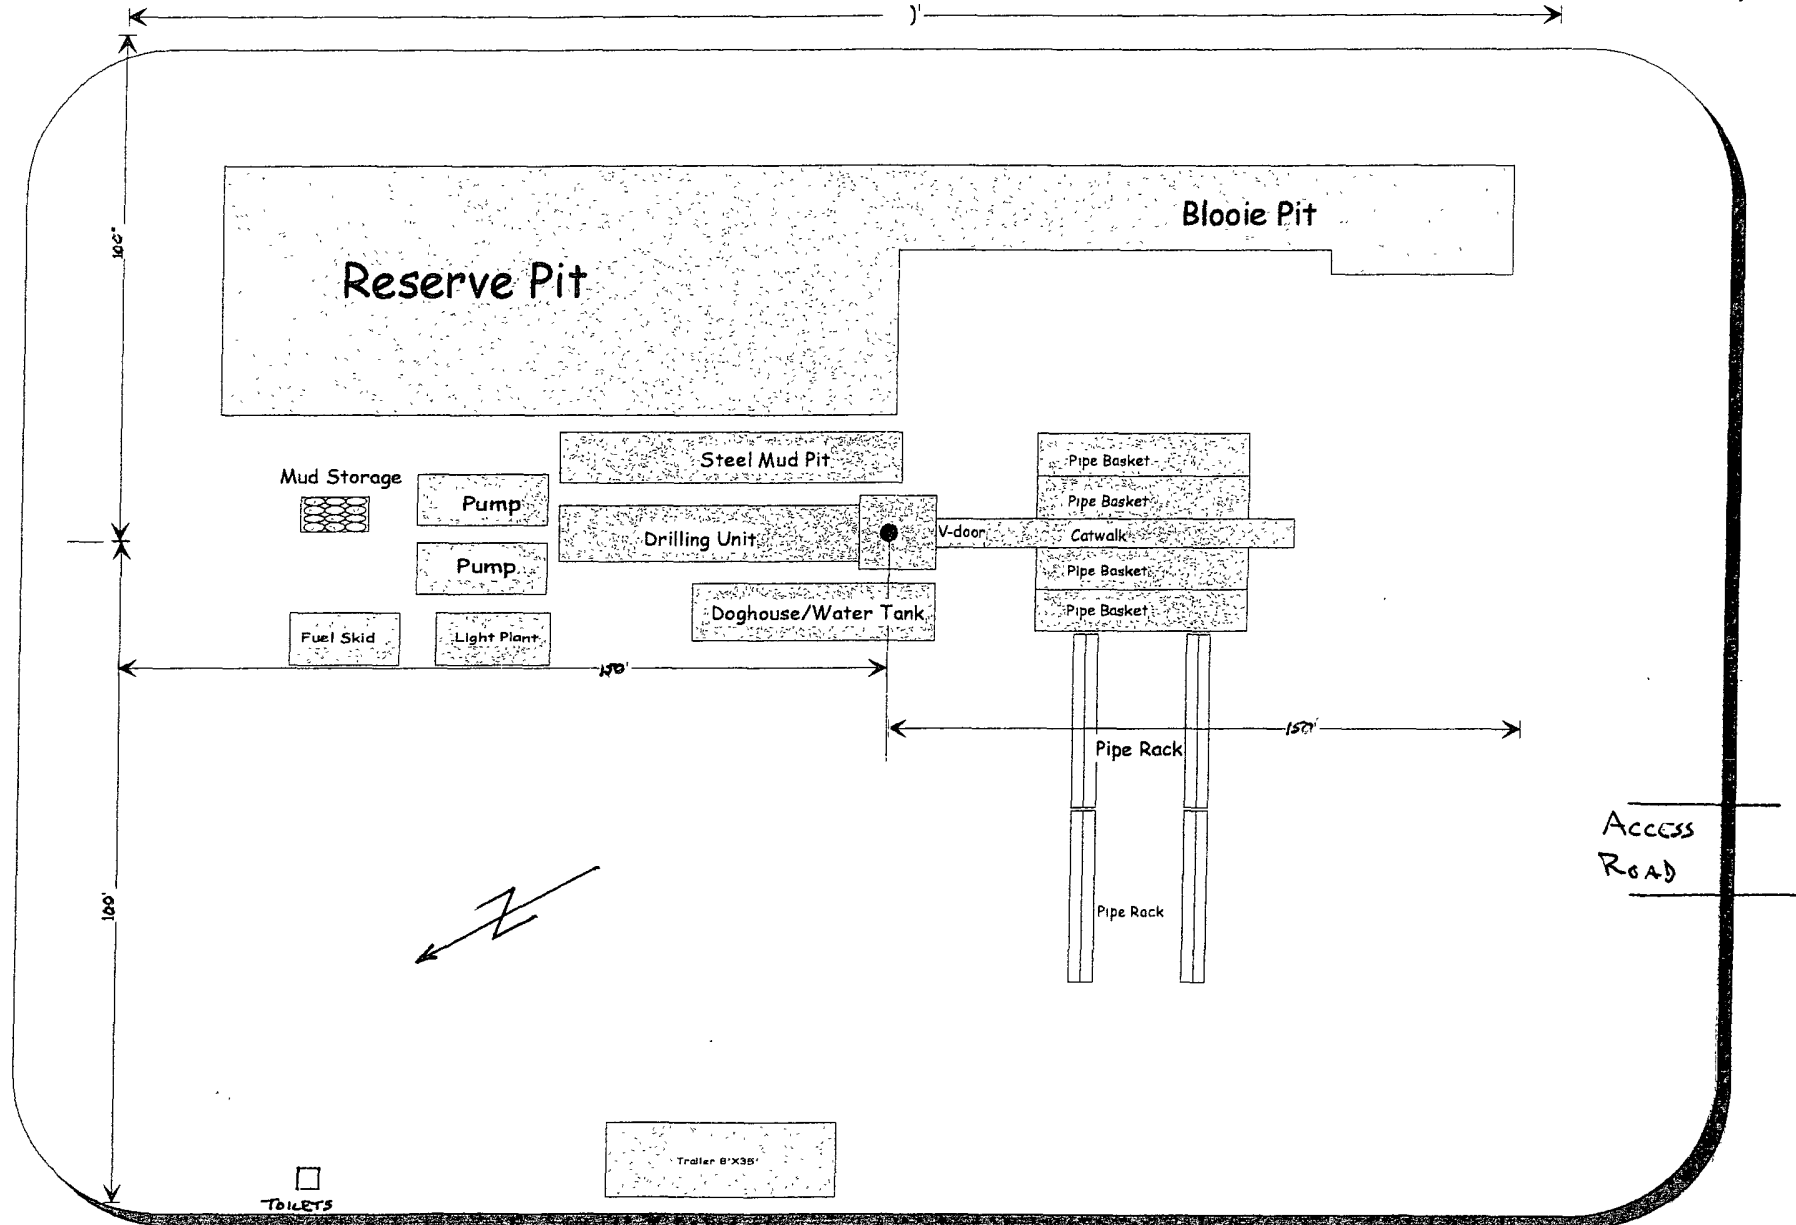 Blooie Pit
Reserve Pit
Steel Mud Pit
Pipe Basket
Mud Storage
Pump
Pipe Basket
Drilling Unit
V-door
Catwalk
Pump
Pipe Basket
Doghouse/Water Tank
Pipe Basket
Fuel Skid
Light Plant
150'
Pipe Rack
ACCESS
ROAD
100'
Z
Pipe Rack
Trailer 8'X35'
TOILETS